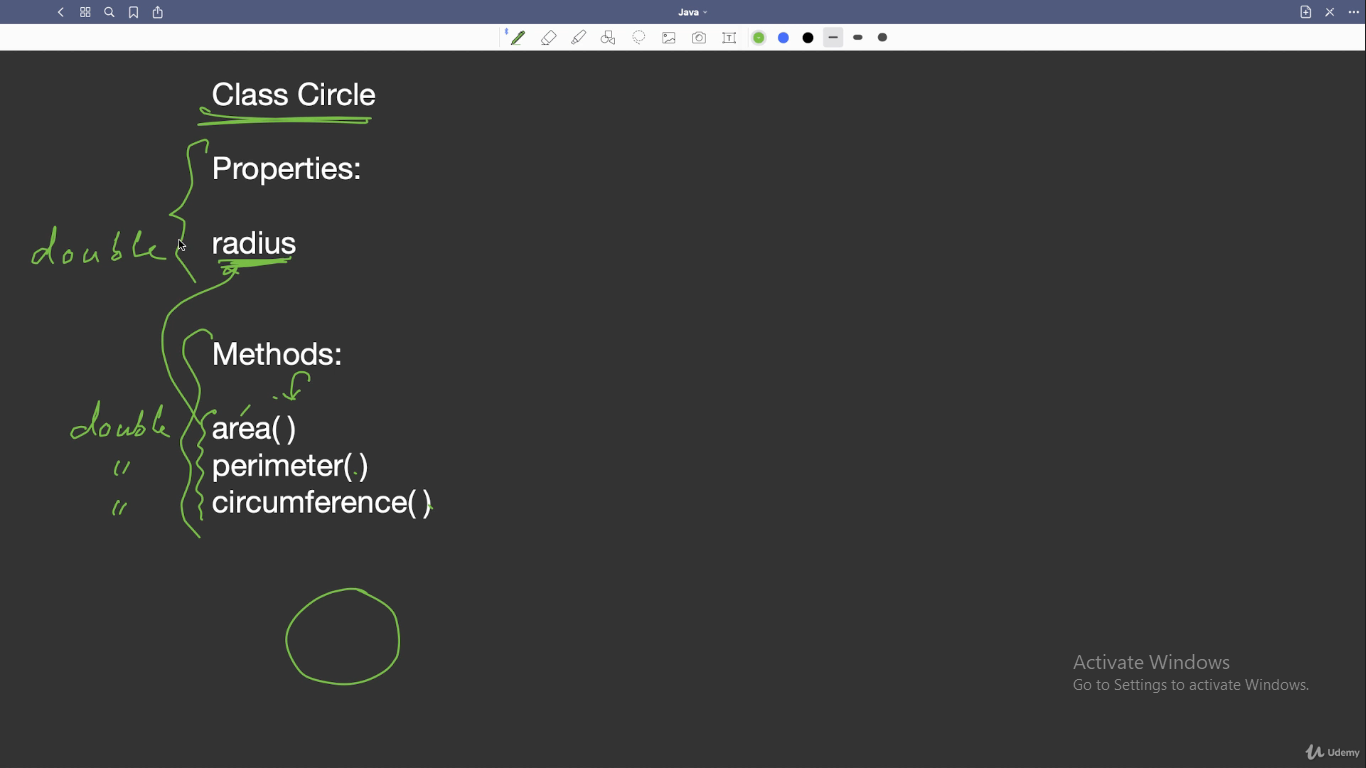 Java
Class Circle
Properties:
double radius
Methods:
double area( )
" perimeter( )
" circumference( )
Activate Windows
Go to Settings to activate Windows.
Udemy